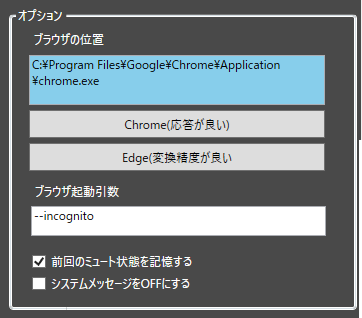 オプション
ブラウザの位置
C:¥Program Files¥Google¥Chrome¥Application
¥chrome.exe
Chrome(応答が良い)
Edge(変換精度が良い
ブラウザ起動引数
--incognito
前回のミュート状態を記憶する
システムメッセージをOFFにする